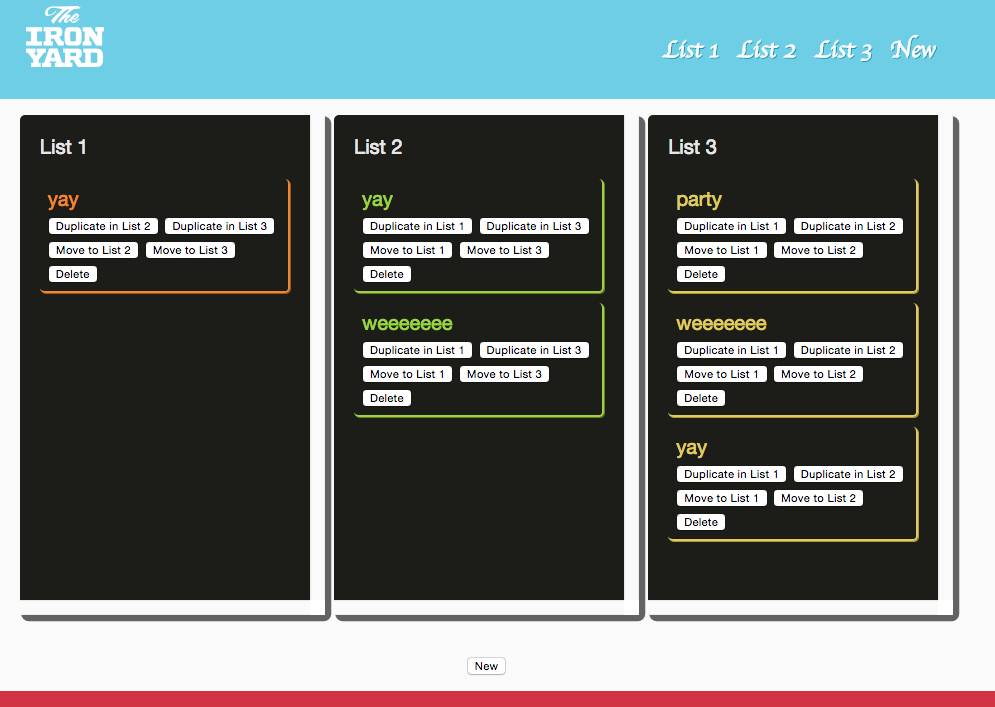 The
IRON
YARD
List 1 List 2 List 3 New
List 1
yay
Duplicate in List 2 Duplicate in List 3
Move to List 2 Move to List 3
Delete
List 2
yay
Duplicate in List 1 Duplicate in List 3
Move to List 1 Move to List 3
Delete
weeeeeee
Duplicate in List 1 Duplicate in List 3
Move to List 1 Move to List 3
Delete
List 3
party
Duplicate in List 1 Duplicate in List 2
Move to List 1 Move to List 2
Delete
weeeeeee
Duplicate in List 1 Duplicate in List 2
Move to List 1 Move to List 2
Delete
yay
Duplicate in List 1 Duplicate in List 2
Move to List 1 Move to List 2
Delete
New